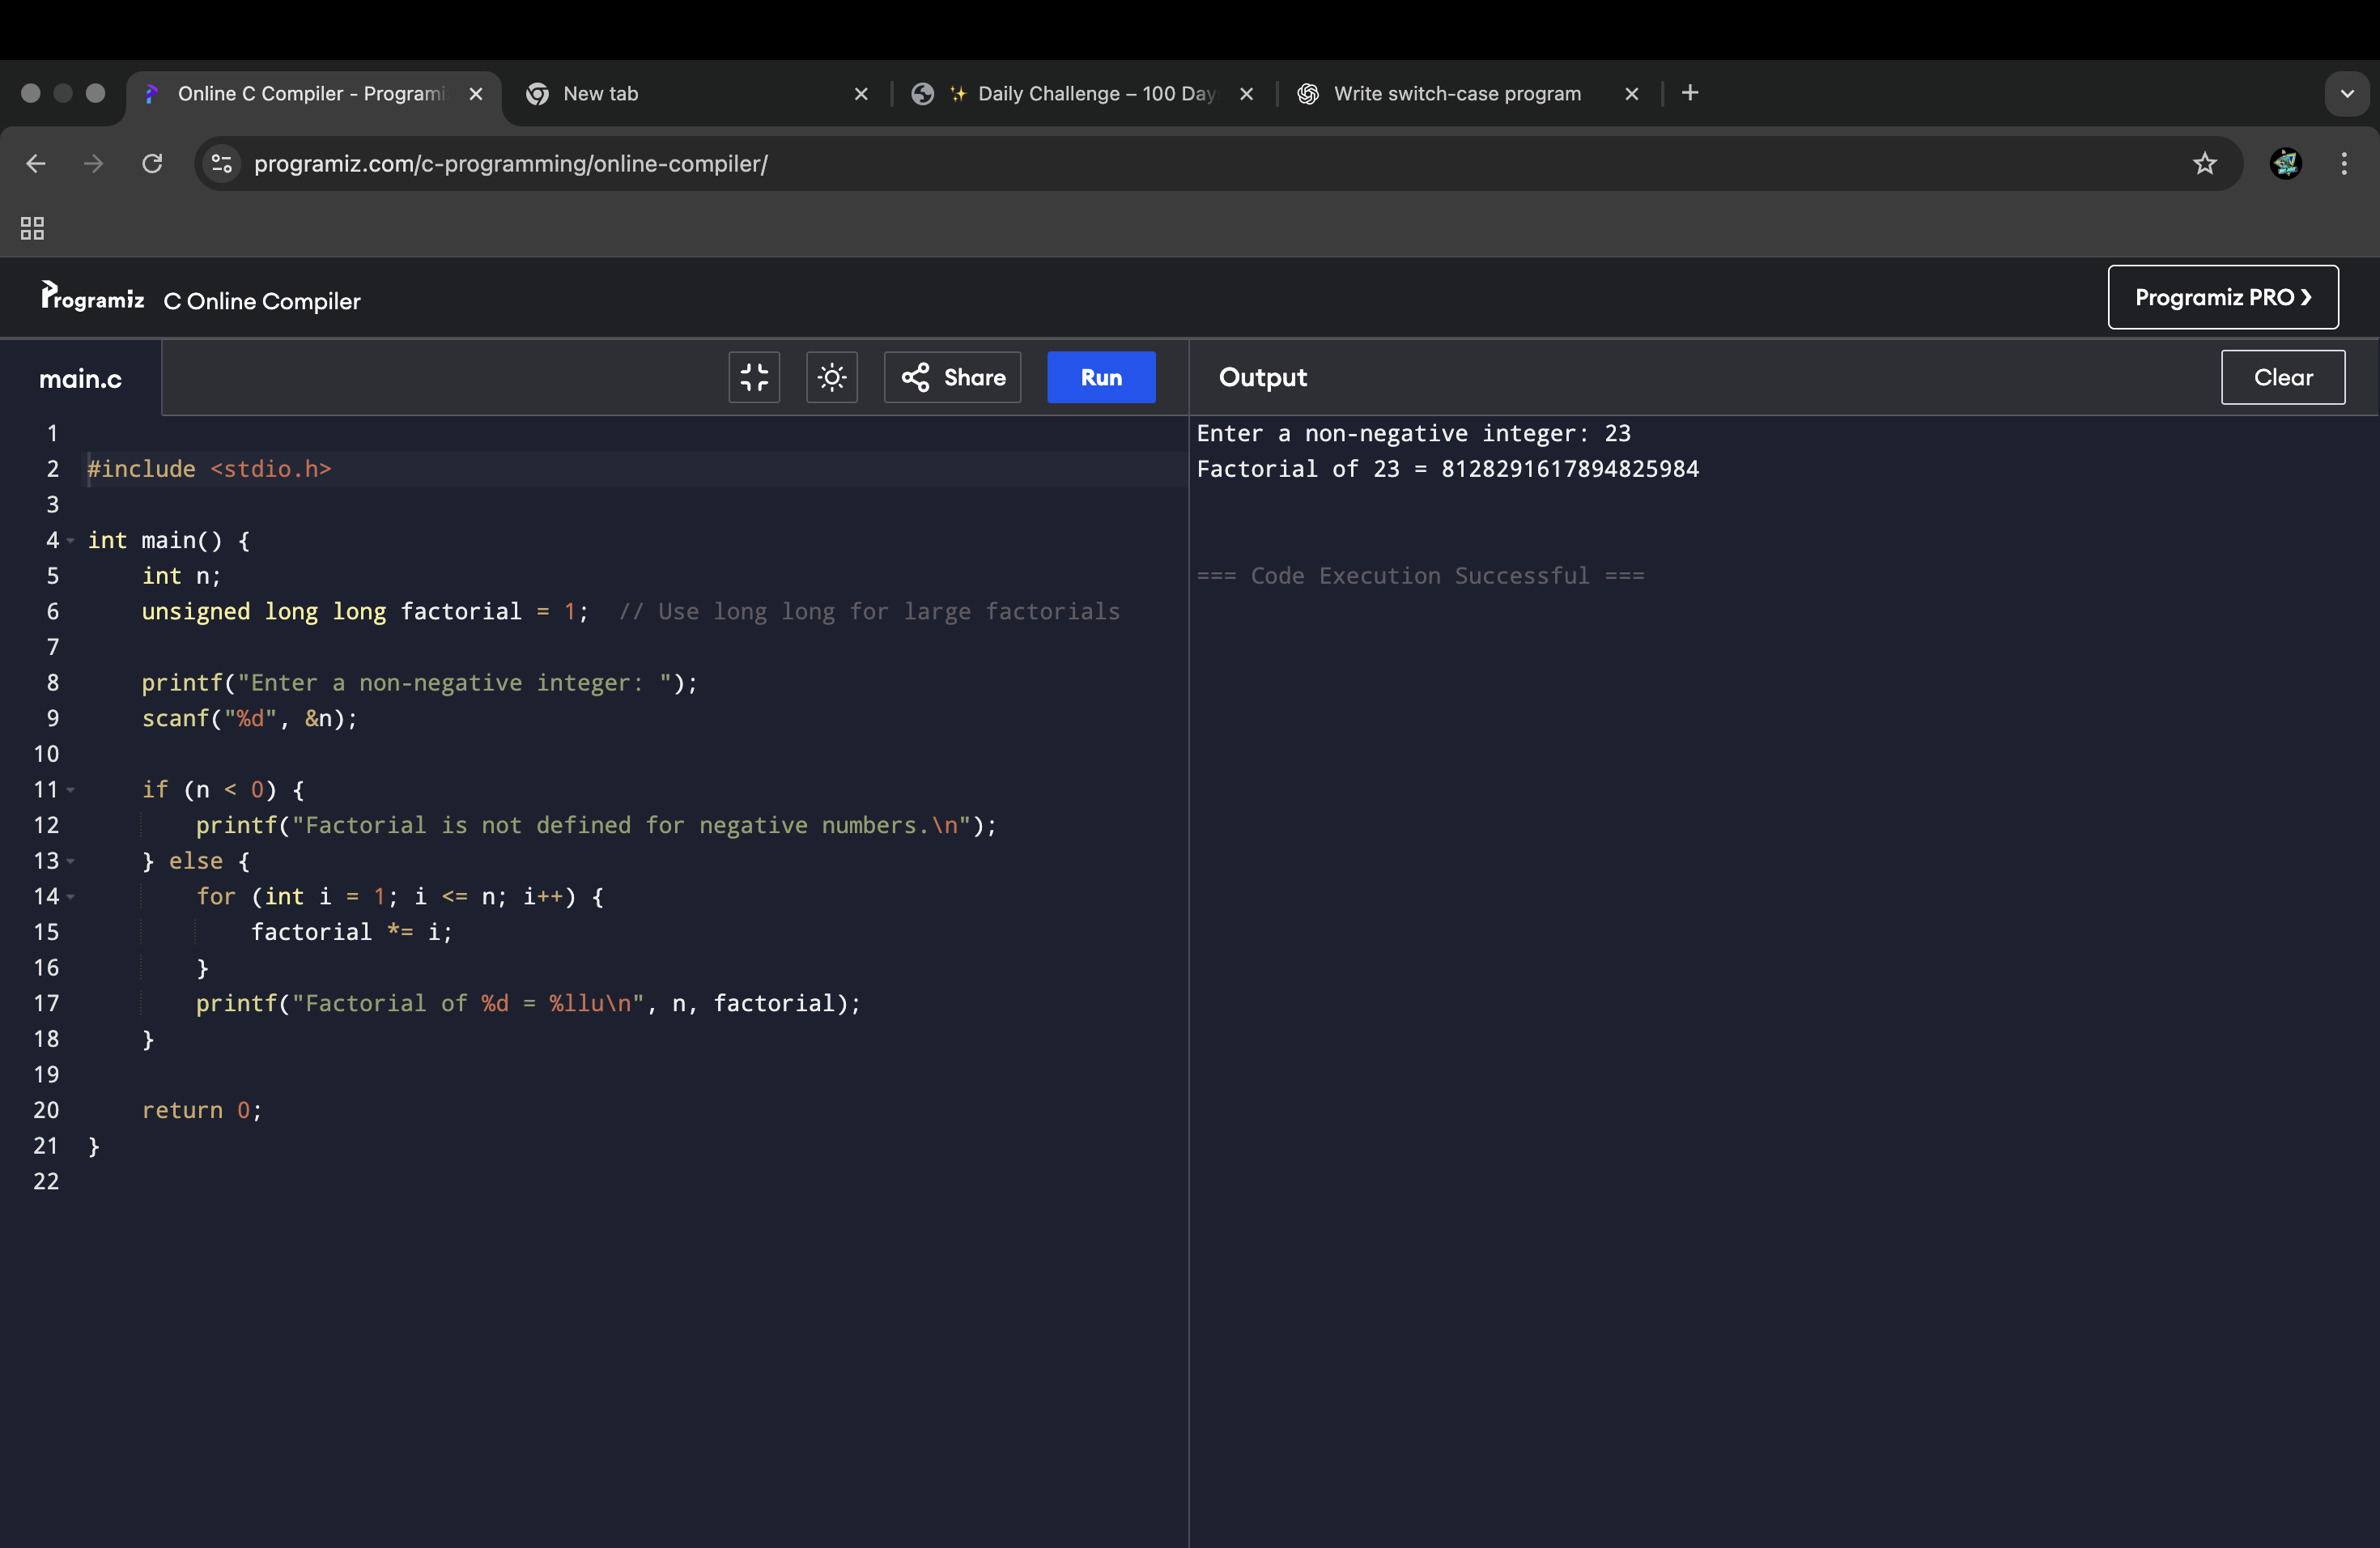 Online C Compiler - Programi
New tab
✨ Daily Challenge – 100 Day
Write switch-case program
programiz.com/c-programming/online-compiler/
Programiz C Online Compiler
Programiz PRO ❯
main.c
Share
Run
Output
Clear
1
2 #include <stdio.h>
3
4 int main() {
5     int n;
6     unsigned long long factorial = 1;  // Use long long for large factorials
7
8     printf("Enter a non-negative integer: ");
9     scanf("%d", &n);
10
11     if (n < 0) {
12         printf("Factorial is not defined for negative numbers.\n");
13     } else {
14         for (int i = 1; i <= n; i++) {
15             factorial *= i;
16         }
17         printf("Factorial of %d = %llu\n", n, factorial);
18     }
19
20     return 0;
21 }
22
Enter a non-negative integer: 23
Factorial of 23 = 8128291617894825984
=== Code Execution Successful ===